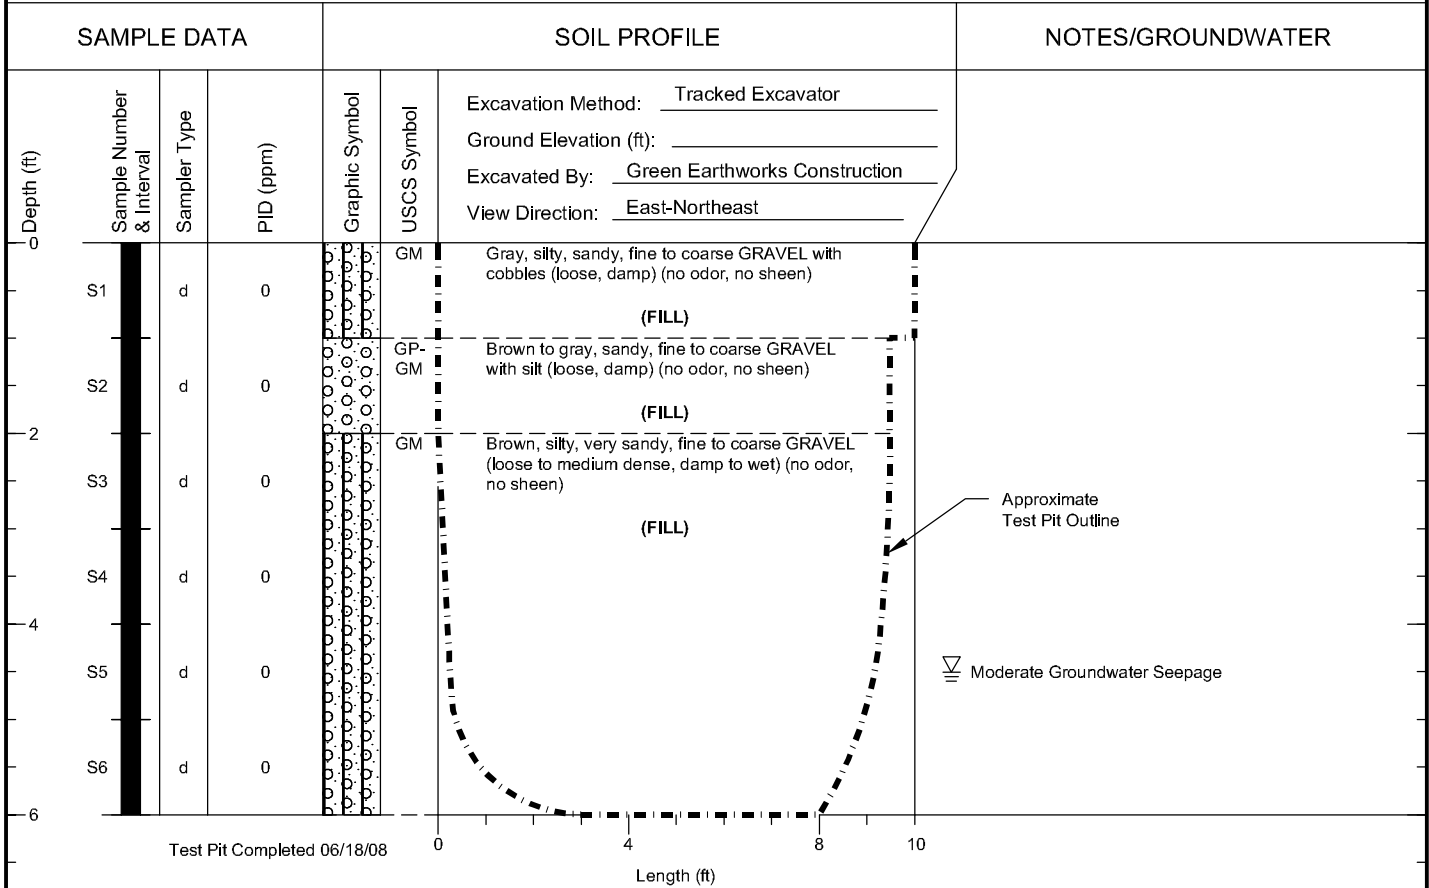 SAMPLE DATA
SOIL PROFILE
NOTES/GROUNDWATER
Depth (ft)
Sample Number
& Interval
Sampler Type
PID (ppm)
Graphic Symbol
USCS Symbol
Excavation Method: Tracked Excavator
Ground Elevation (ft):
Excavated By: Green Earthworks Construction
View Direction: East-Northeast
0
2
4
6
S1 d 0
S2 d 0
S3 d 0
S4 d 0
S5 d 0
S6 d 0
GM
Gray, silty, sandy, fine to coarse GRAVEL with
cobbles (loose, damp) (no odor, no sheen)
(FILL)
GP-
GM
Brown to gray, sandy, fine to coarse GRAVEL
with silt (loose, damp) (no odor, no sheen)
(FILL)
GM
Brown, silty, very sandy, fine to coarse GRAVEL
(loose to medium dense, damp to wet) (no odor,
no sheen)
(FILL)
Approximate
Test Pit Outline
Moderate Groundwater Seepage
0 4 8 10
Length (ft)
Test Pit Completed 06/18/08